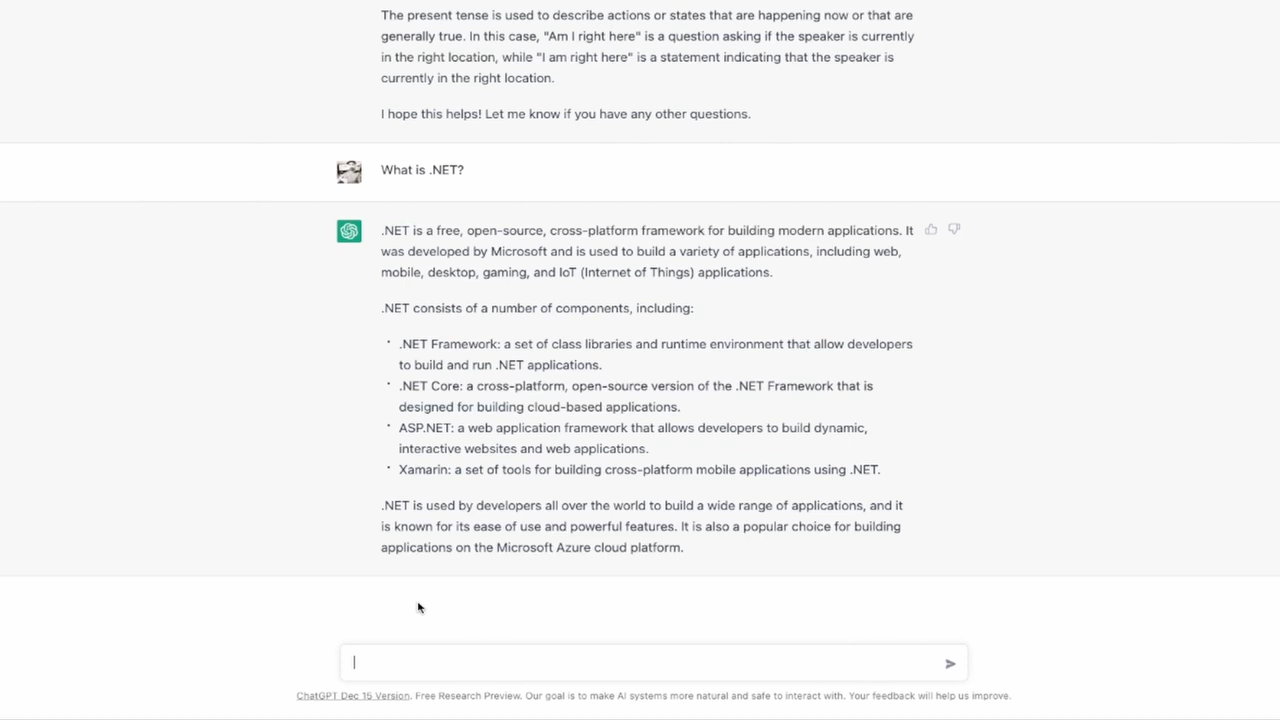 The present tense is used to describe actions or states that are happening now or that are
generally true. In this case, "Am I right here" is a question asking if the speaker is currently
in the right location, while "I am right here" is a statement indicating that the speaker is
currently in the right location.
I hope this helps! Let me know if you have any other questions.
What is .NET?
.NET is a free, open-source, cross-platform framework for building modern applications. It
was developed by Microsoft and is used to build a variety of applications, including web,
mobile, desktop, gaming, and IoT (Internet of Things) applications.
.NET consists of a number of components, including:
• .NET Framework: a set of class libraries and runtime environment that allow developers
to build and run .NET applications.
• .NET Core: a cross-platform, open-source version of the .NET Framework that is
designed for building cloud-based applications.
• ASP.NET: a web application framework that allows developers to build dynamic,
interactive websites and web applications.
• Xamarin: a set of tools for building cross-platform mobile applications using .NET.
.NET is used by developers all over the world to build a wide range of applications, and it
is known for its ease of use and powerful features. It is also a popular choice for building
applications on the Microsoft Azure cloud platform.
ChatGPT Dec 15 Version. Free Research Preview. Our goal is to make AI systems more natural and safe to interact with. Your feedback will help us improve.